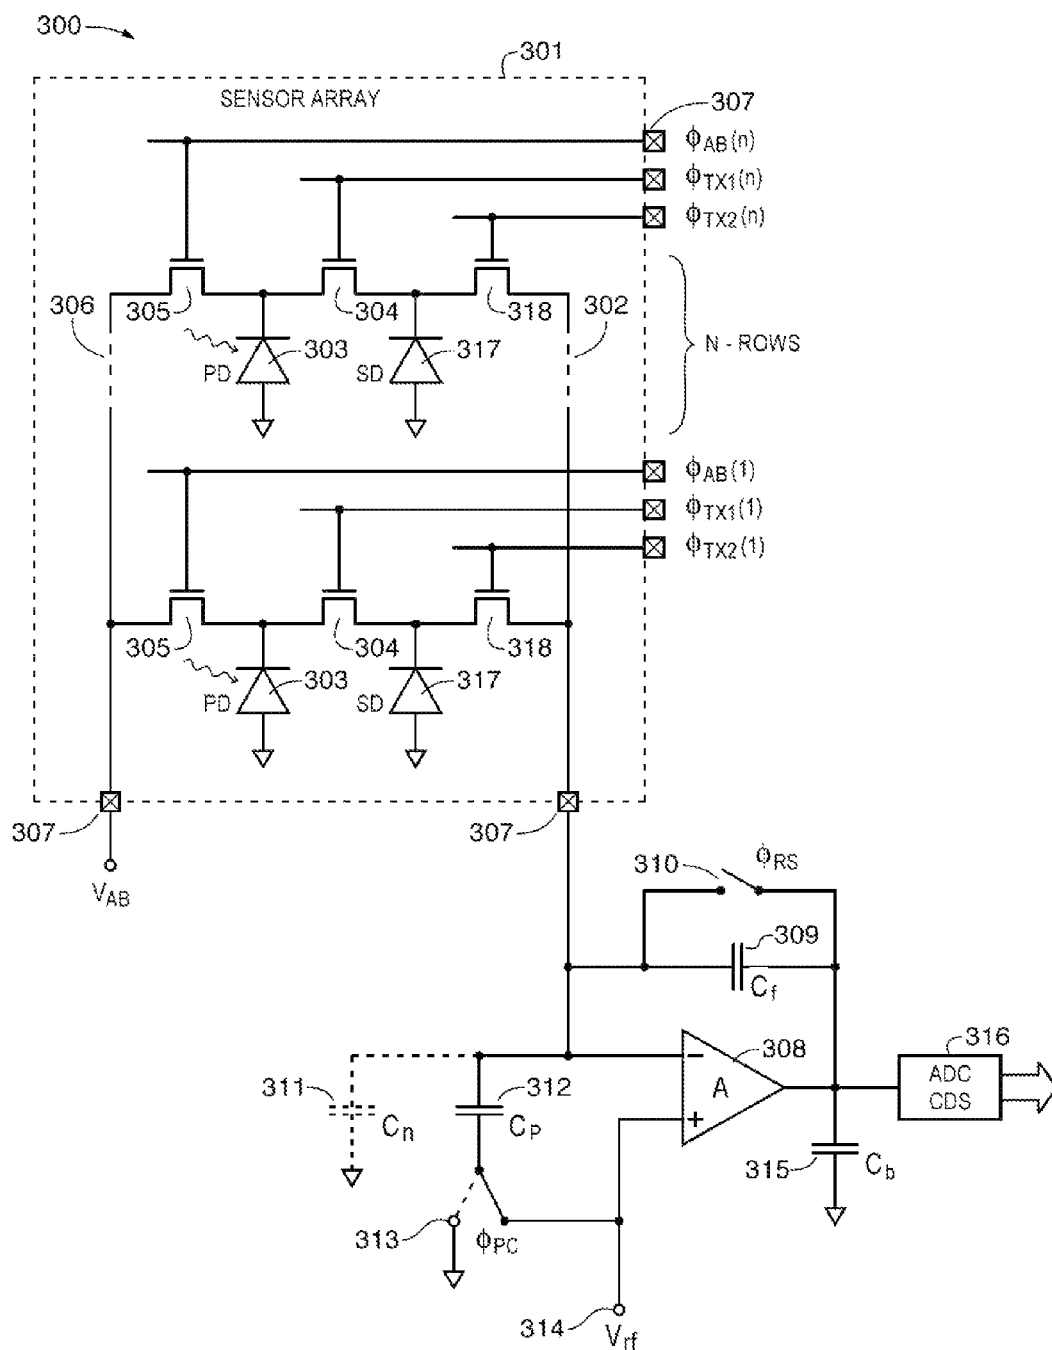 300
301
SENSOR ARRAY
307
ϕAB(n)
ϕTX1(n)
ϕTX2(n)
306
305
304
318
302
N - ROWS
PD
303
SD
317
ϕAB(1)
ϕTX1(1)
ϕTX2(1)
305
304
318
PD
303
SD
317
307
307
VAB
310
ϕRS
309
Cf
311
Cn
312
CP
308
A
−
+
316
ADC
CDS
315
Cb
313
ϕPC
314
Vrf